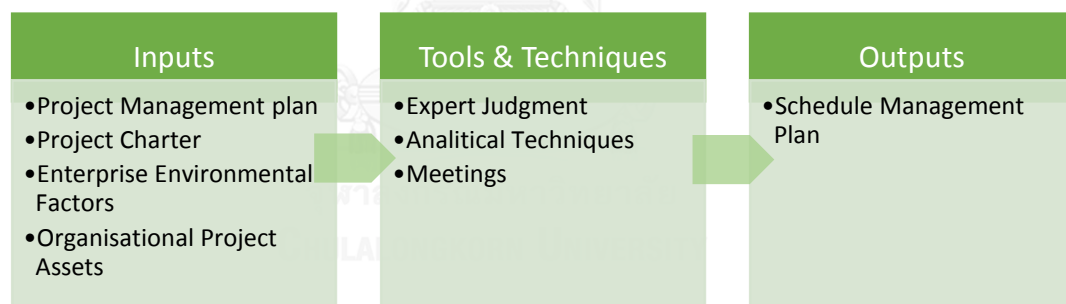 Inputs
•Project Management plan
•Project Charter
•Enterprise Environmental
Factors
•Organisational Project
Assets
Tools & Techniques
•Expert Judgment
•Analitical Techniques
•Meetings
Outputs
•Schedule Management
Plan